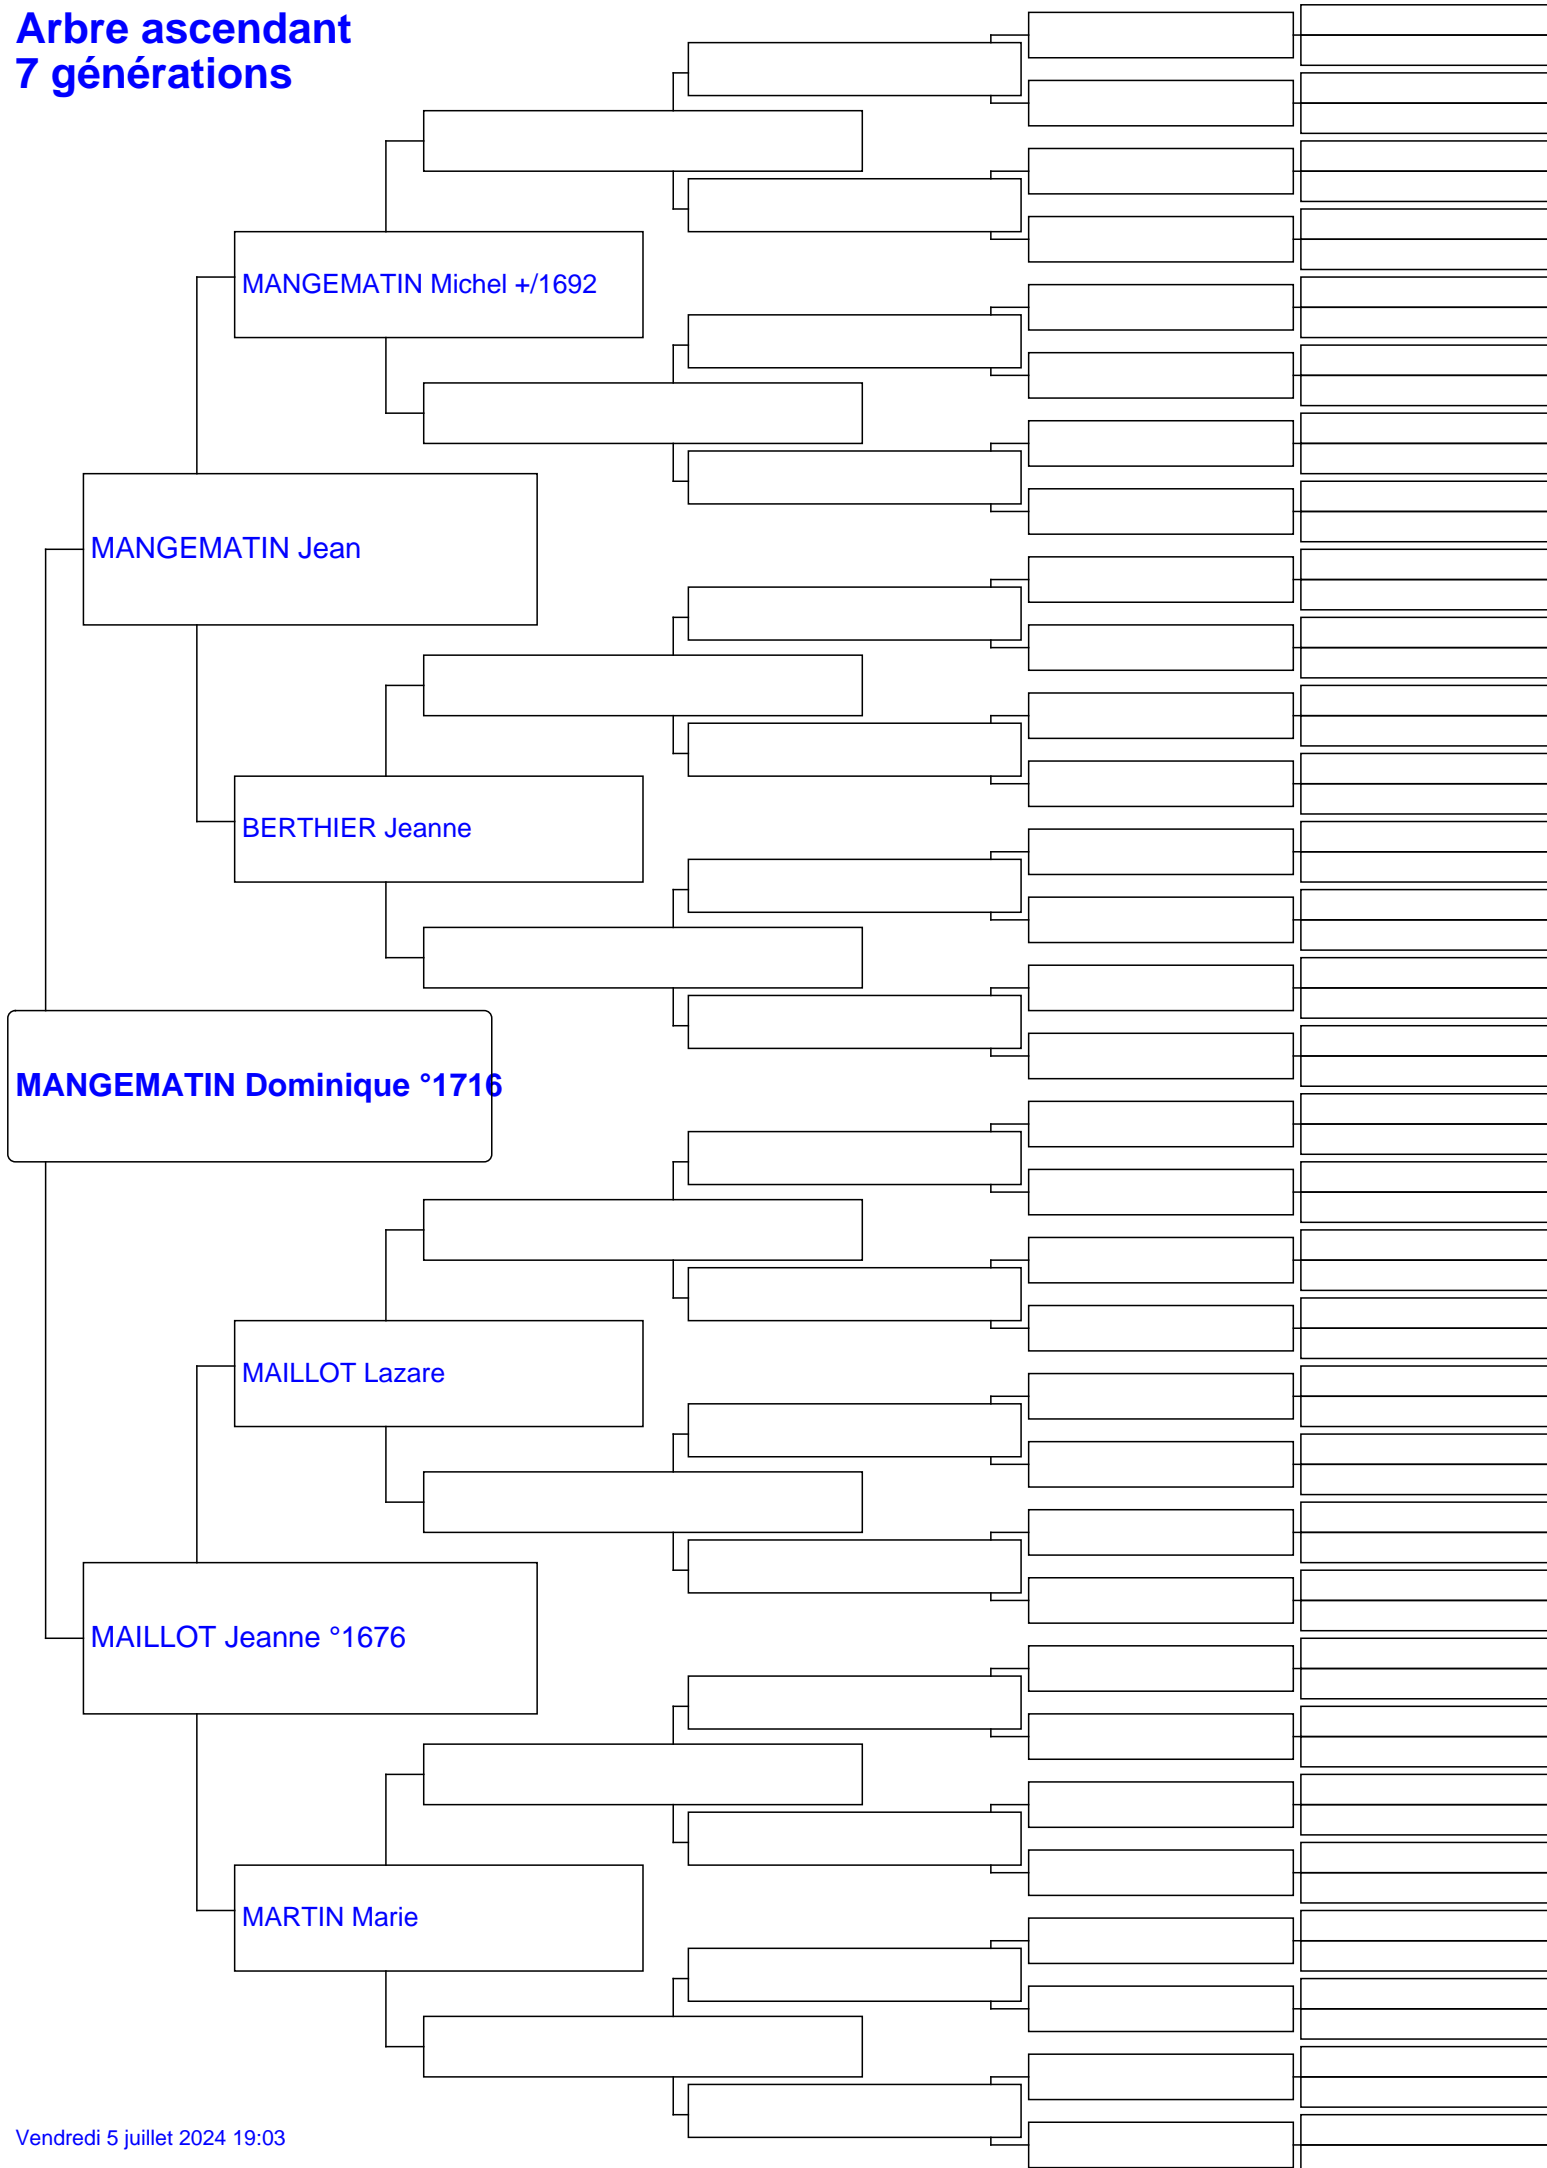 Arbre ascendant
7 générations
MANGEMATIN Michel +/1692
MANGEMATIN Jean
BERTHIER Jeanne
MANGEMATIN Dominique °1716
MAILLOT Lazare
MAILLOT Jeanne °1676
MARTIN Marie
Vendredi 5 juillet 2024 19:03